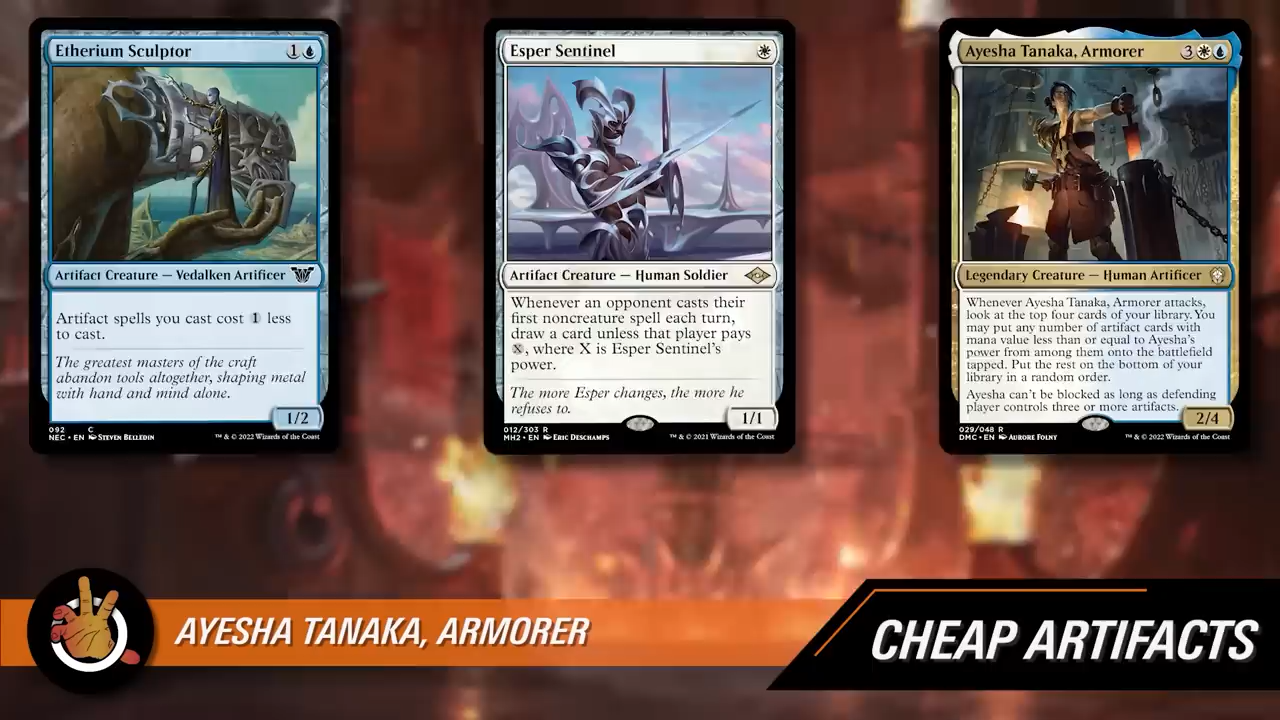 Etherium Sculptor 1
Artifact Creature — Vedalken Artificer
Artifact spells you cast cost 1 less
to cast.
The greatest masters of the craft
abandon tools altogether, shaping metal
with hand and mind alone.
1/2
092 C
NEC • EN Steven Belledin ™ & © 2022 Wizards of the Coast
Esper Sentinel
Artifact Creature — Human Soldier
Whenever an opponent casts their
first noncreature spell each turn,
draw a card unless that player pays
X, where X is Esper Sentinel's
power.
The more Esper changes, the more he
refuses to.
1/1
012/303 R
MH2 • EN Eric Deschamps ™ & © 2021 Wizards of the Coast
Ayesha Tanaka, Armorer 3
Legendary Creature — Human Artificer
Whenever Ayesha Tanaka, Armorer attacks,
look at the top four cards of your library. You
may put any number of artifact cards with
mana value less than or equal to Ayesha's
power from among them onto the battlefield
tapped. Put the rest on the bottom of your
library in a random order.
Ayesha can't be blocked as long as defending
player controls three or more artifacts.
2/4
029/048 R
DMC • EN Aurore Folny ™ & © 2022 Wizards of the Coast
AYESHA TANAKA, ARMORER
CHEAP ARTIFACTS